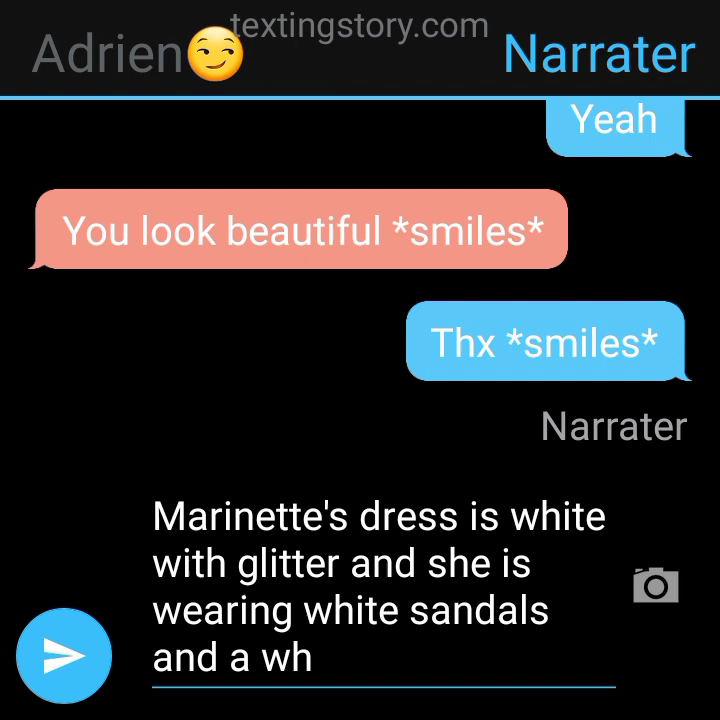 textingstory.com
Adrien😏 Narrater
Yeah
You look beautiful *smiles*
Thx *smiles*
Narrater
Marinette's dress is white
with glitter and she is
wearing white sandals
and a wh